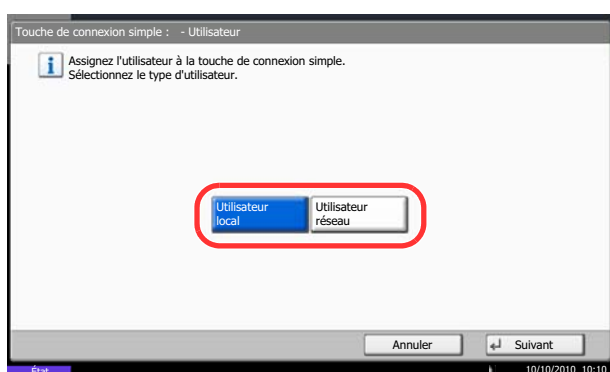 Touche de connexion simple : - Utilisateur
Assignez l'utilisateur à la touche de connexion simple.
Sélectionnez le type d'utilisateur.
Utilisateur
local
Utilisateur
réseau
Annuler
Suivant
État
10/10/2010 10:10